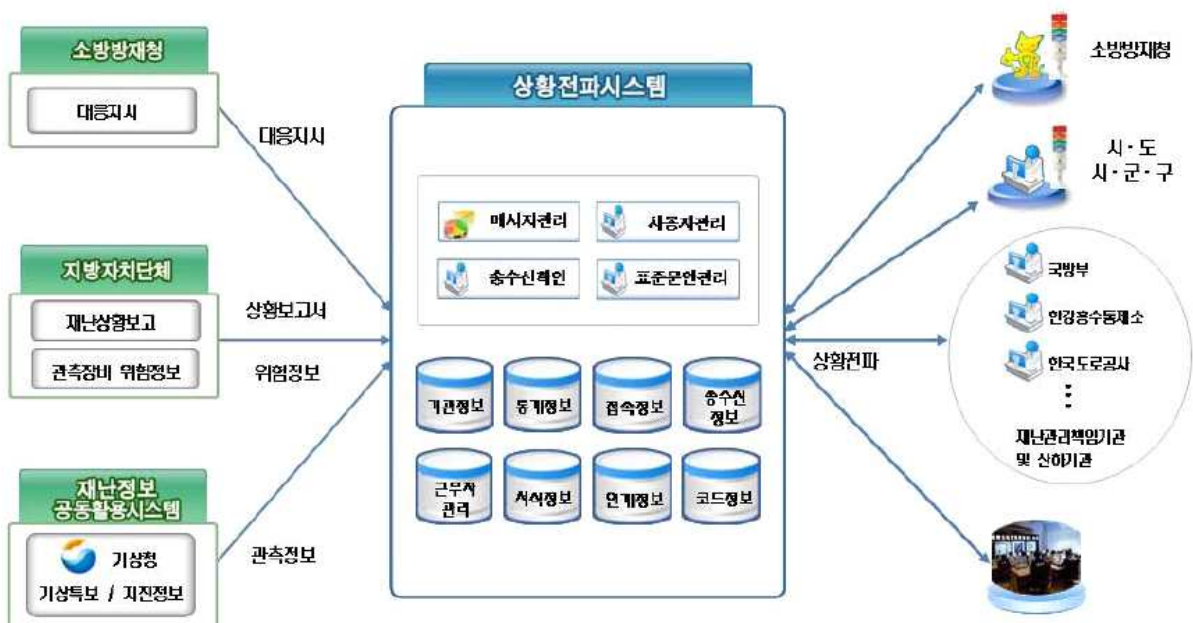 소방방재청
대응지시
지방자치단체
재난상황보고
관측장비 위험정보
재난정보
공동활용시스템
기상청
기상특보 / 지진정보
대응지시
상황보고서
위험정보
관측정보
상황전파시스템
메시지관리
사용자관리
송수신확인
표준문안관리
기관정보
통계정보
접속정보
송수신
정보
근무자
관리
서식정보
연계정보
코드정보
상황전파
소방방재청
시·도
시·군·구
국방부
한강홍수통제소
한국도로공사
재난관리책임기관
및 산하기관